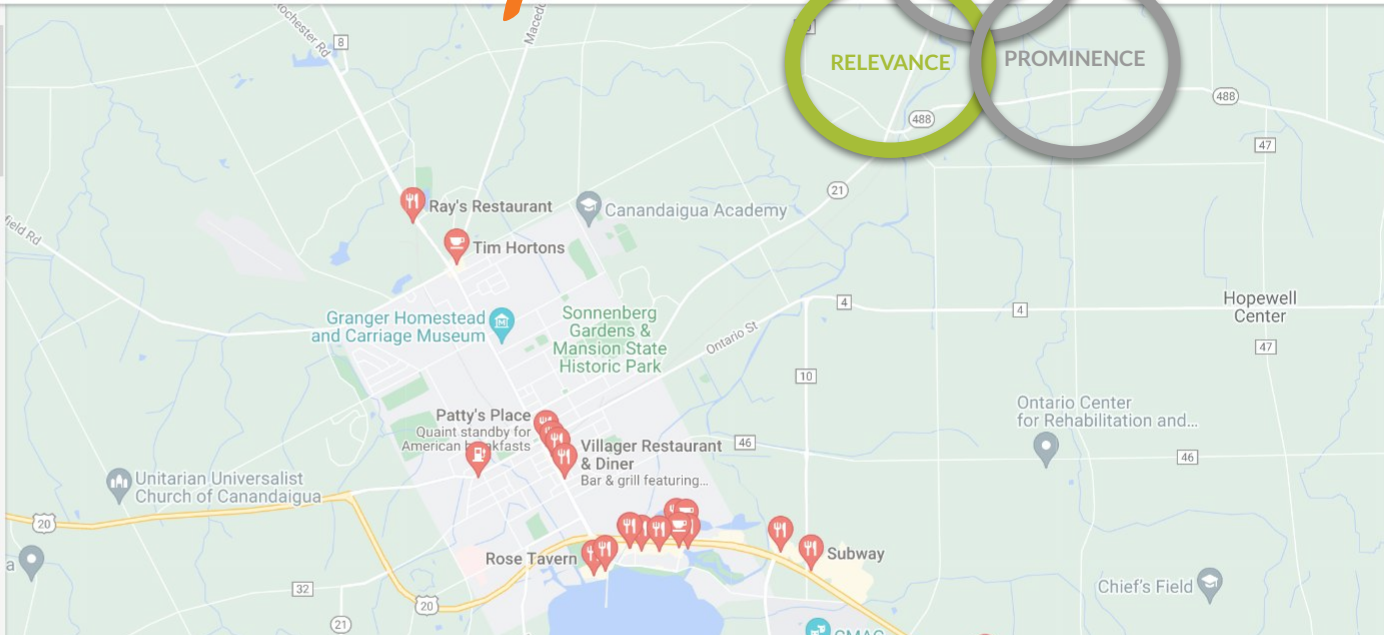 ochester Rd
8
Macedo
RELEVANCE
PROMINENCE
488
488
47
21
Ray's Restaurant
Canandaigua Academy
field Rd
Tim Hortons
4
4
Hopewell
Center
Granger Homestead
and Carriage Museum
Sonnenberg
Gardens &
Mansion State
Historic Park
Ontario St
47
10
Ontario Center
for Rehabilitation and...
Patty's Place
Quaint standby for
American breakfasts
Villager Restaurant
& Diner
Bar & grill featuring...
46
46
Unitarian Universalist
Church of Canandaigua
20
Rose Tavern
Subway
a
32
20
21
Chief's Field
CMAC